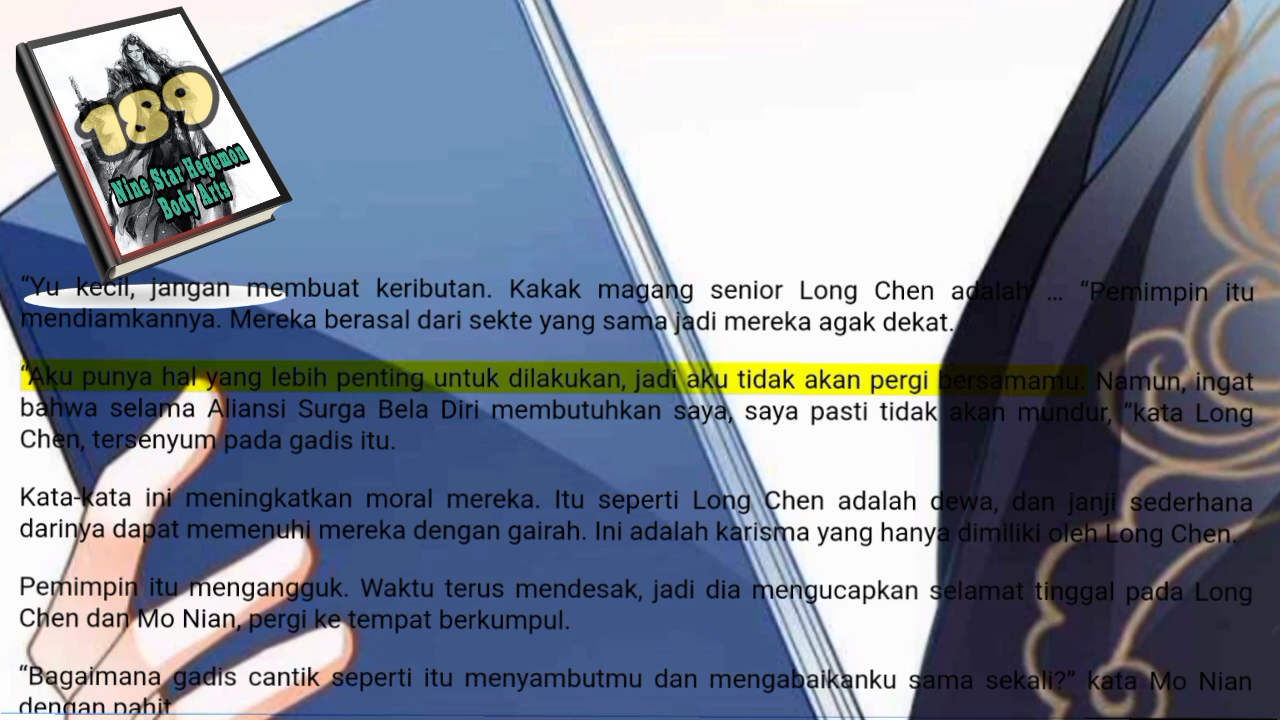 189
Nine Star Hegemon
Body Arts
“Yu kecil, jangan membuat keributan. Kakak magang senior Long Chen adalah … “Pemimpin itu
mendiamkannya. Mereka berasal dari sekte yang sama jadi mereka agak dekat.
“Aku punya hal yang lebih penting untuk dilakukan, jadi aku tidak akan pergi bersamamu. Namun, ingat
bahwa selama Aliansi Surga Bela Diri membutuhkan saya, saya pasti tidak akan mundur, ”kata Long
Chen, tersenyum pada gadis itu.
Kata-kata ini meningkatkan moral mereka. Itu seperti Long Chen adalah dewa, dan janji sederhana
darinya dapat memenuhi mereka dengan gairah. Ini adalah karisma yang hanya dimiliki oleh Long Chen.
Pemimpin itu mengangguk. Waktu terus mendesak, jadi dia mengucapkan selamat tinggal pada Long
Chen dan Mo Nian, pergi ke tempat berkumpul.
“Bagaimana gadis cantik seperti itu menyambutmu dan mengabaikanku sama sekali?” kata Mo Nian
dengan pahit.